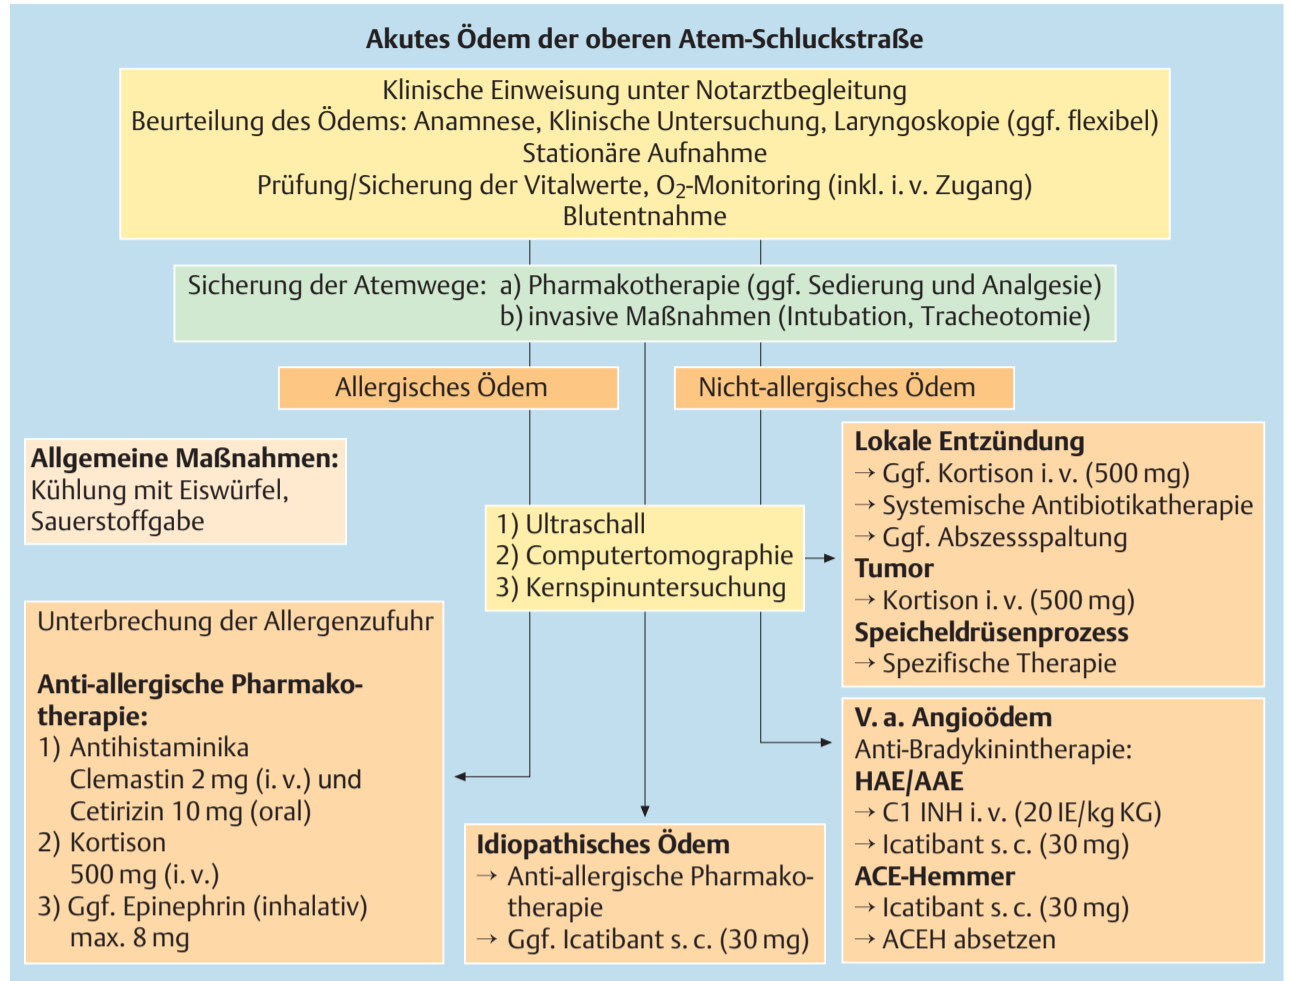 Akutes Ödem der oberen Atem-Schluckstraße
Klinische Einweisung unter Notarztbegleitung
Beurteilung des Ödems: Anamnese, Klinische Untersuchung, Laryngoskopie (ggf. flexibel)
Stationäre Aufnahme
Prüfung/Sicherung der Vitalwerte, O₂-Monitoring (inkl. i. v. Zugang)
Blutentnahme
Sicherung der Atemwege: a) Pharmakotherapie (ggf. Sedierung und Analgesie)
b) invasive Maßnahmen (Intubation, Tracheotomie)
Allergisches Ödem
Nicht-allergisches Ödem
Allgemeine Maßnahmen:
Kühlung mit Eiswürfel,
Sauerstoffgabe
1) Ultraschall
2) Computertomographie
3) Kernspinuntersuchung
Lokale Entzündung
→ Ggf. Kortison i. v. (500 mg)
→ Systemische Antibiotikatherapie
→ Ggf. Abszessspaltung
Tumor
→ Kortison i. v. (500 mg)
Speicheldrüsenprozess
→ Spezifische Therapie
Unterbrechung der Allergenzufuhr
Anti-allergische Pharmako-
therapie:
1) Antihistaminika
Clemastin 2 mg (i. v.) und
Cetirizin 10 mg (oral)
2) Kortison
500 mg (i. v.)
3) Ggf. Epinephrin (inhalativ)
max. 8 mg
Idiopathisches Ödem
→ Anti-allergische Pharmako-
therapie
→ Ggf. Icatibant s. c. (30 mg)
V. a. Angioödem
Anti-Bradykinintherapie:
HAE/AAE
→ C1 INH i. v. (20 IE/kg KG)
→ Icatibant s. c. (30 mg)
ACE-Hemmer
→ Icatibant s. c. (30 mg)
→ ACEH absetzen